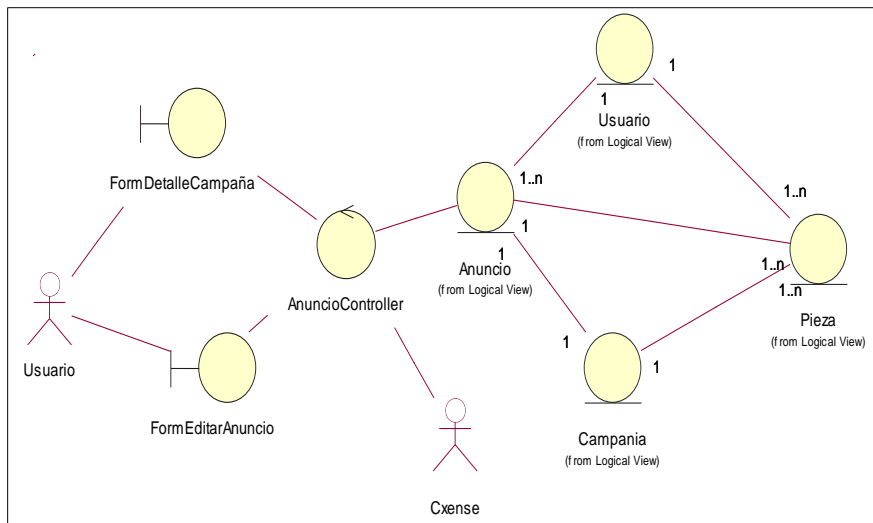 1
1
Usuario
(from Logical View)
FormDetalleCampaña
1..n
1..n
1
1
Anuncio
(from Logical View)
AnuncioController
1..n
1..n
Pieza
(from Logical View)
Usuario
1
1
FormEditarAnuncio
Campania
(from Logical View)
Cxense